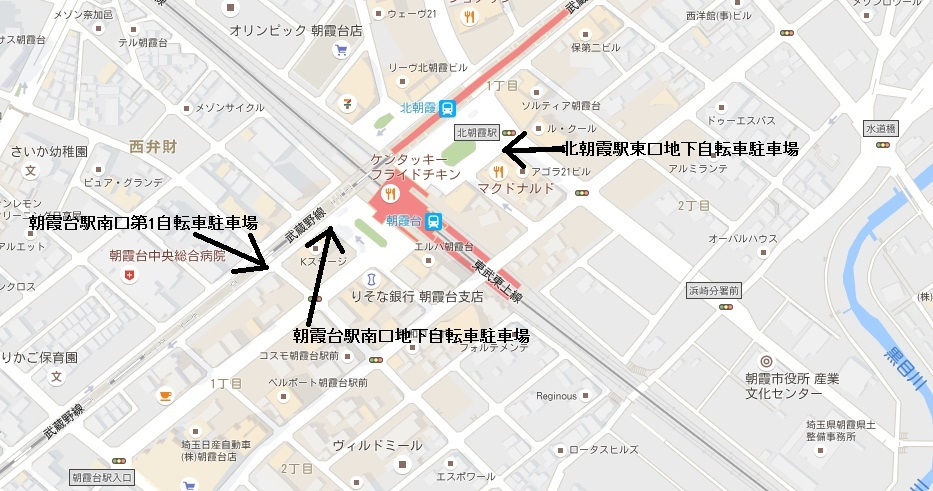 メゾン奈加邑
テル朝霞台
オリンピック 朝霞台店
ウェーヴ21
リーヴ北朝霞ビル
西洋館(事)ビル
メゾンロワール
保第二ビル
1丁目
メゾンサイクル
北朝霞
北朝霞駅
ソルティア朝霞台
ル・クール
ドゥーエスパス
水道橋
さいか幼稚園
西弁財
ピュア・グランデ
ケンタッキー
フライドチキン
北朝霞駅東口地下自転車駐車場
アゴラ21ビル
アルミランテ
マクドナルド
2丁目
朝霞台駅南口第1自転車駐車場
武蔵野線
朝霞台
エルパ朝霞台
オーパルハウス
朝霞台中央総合病院
Kステージ
東武東上線
りそな銀行 朝霞台支店
浜崎分署前
朝霞台駅南口地下自転車駐車場
フォルテメンテ
コスモ朝霞台駅前
りかご保育園
1丁目
ベルポート朝霞台駅前
朝霞市役所 産業
文化センター
黒目川
Reginous
武蔵野線
埼玉日産自動車
(株)朝霞台店
ヴィルドミール
ロータスヒルズ
埼玉県朝霞県土
整備事務所
2丁目
エスポワール
朝霞台駅入口